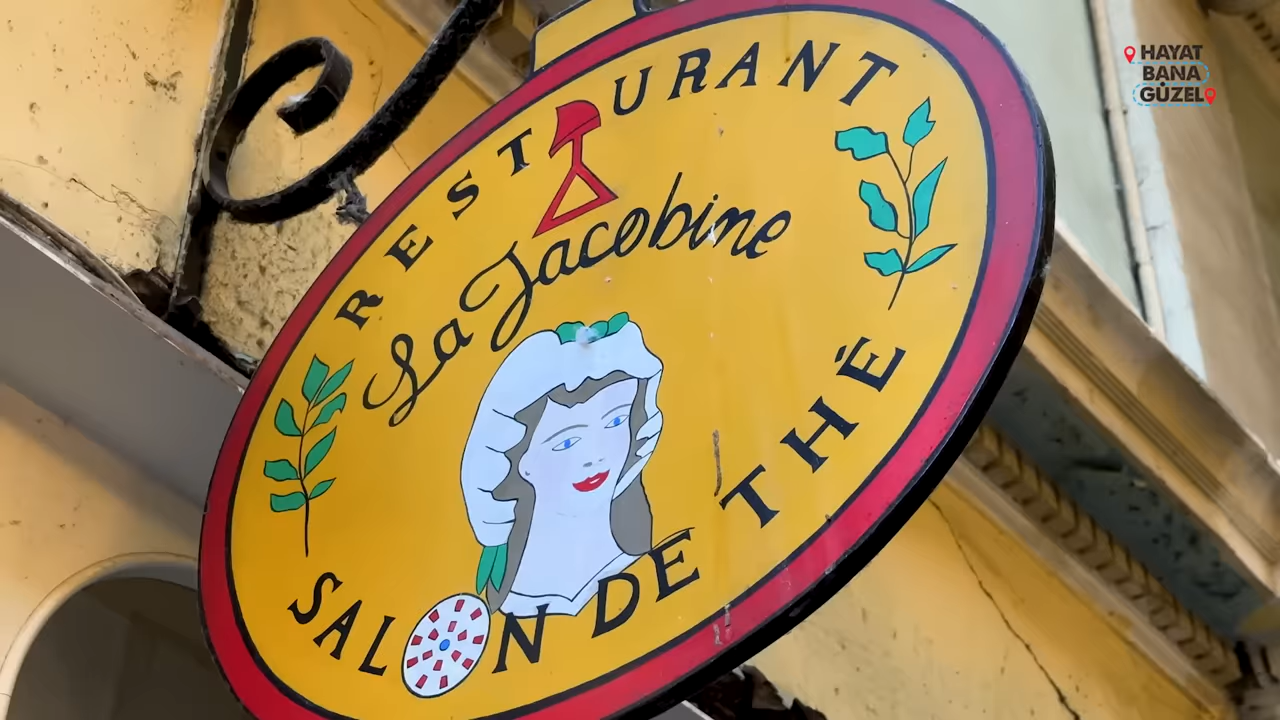 RESTAURANT
La Jacobine
SALON DE THÉ
HAYAT
BANA
GÜZEL